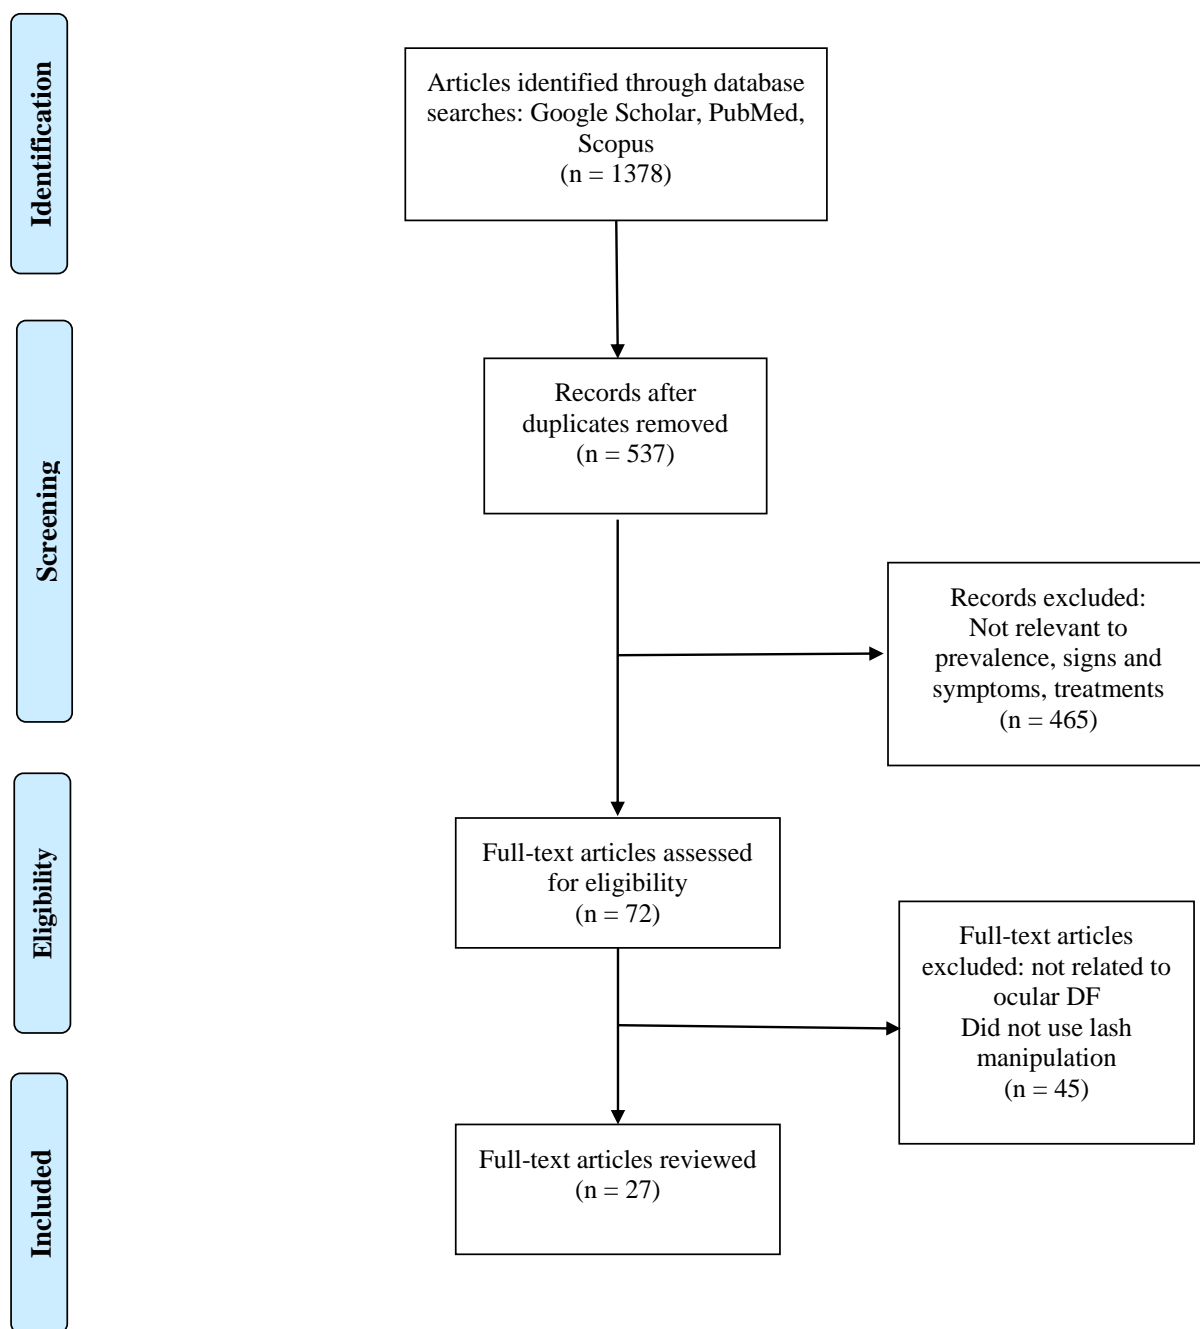 Identification
Articles identified through database
searches: Google Scholar, PubMed,
Scopus
(n = 1378)
Screening
Records after
duplicates removed
(n = 537)
Records excluded:
Not relevant to
prevalence, signs and
symptoms, treatments
(n = 465)
Eligibility
Full-text articles assessed
for eligibility
(n = 72)
Full-text articles
excluded: not related to
ocular DF
Did not use lash
manipulation
(n = 45)
Included
Full-text articles reviewed
(n = 27)